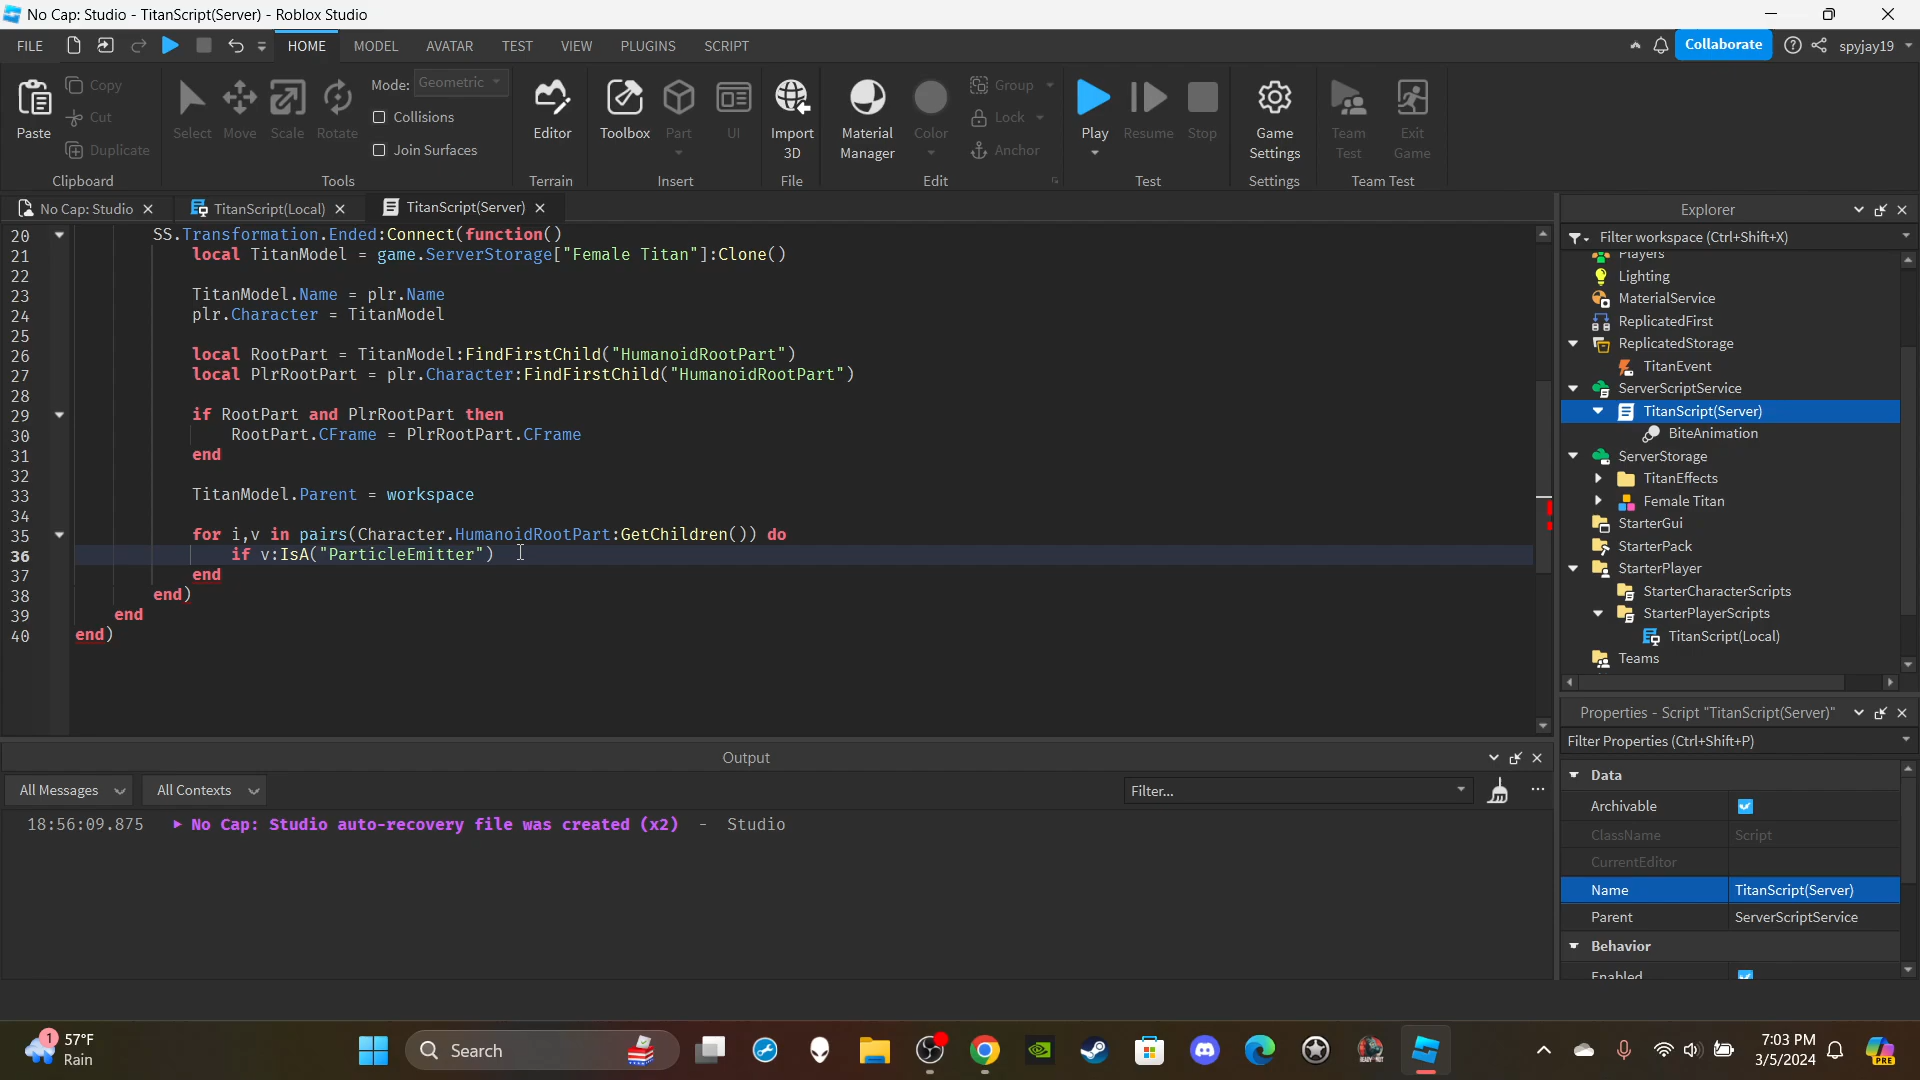 No Cap: Studio - TitanScript(Server) - Roblox Studio
FILE HOME MODEL AVATAR TEST VIEW PLUGINS SCRIPT Collaborate spyjay19
Paste Copy Cut Duplicate Clipboard
Select Move Scale Rotate Mode: Geometric Collisions Join Surfaces Tools
Editor Terrain
Toolbox Part UI Insert
Import 3D File
Material Manager Color Group Lock Anchor Edit
Play Resume Stop Test
Game Settings Settings
Team Test Exit Game Team Test
No Cap: Studio TitanScript(Local) TitanScript(Server)
20 SS.Transformation.Ended:Connect(function()
21 local TitanModel = game.ServerStorage["Female Titan"]:Clone()
22
23 TitanModel.Name = plr.Name
24 plr.Character = TitanModel
25
26 local RootPart = TitanModel:FindFirstChild("HumanoidRootPart")
27 local PlrRootPart = plr.Character:FindFirstChild("HumanoidRootPart")
28
29 if RootPart and PlrRootPart then
30 RootPart.CFrame = PlrRootPart.CFrame
31 end
32
33 TitanModel.Parent = workspace
34
35 for i,v in pairs(Character.HumanoidRootPart:GetChildren()) do
36 if v:IsA("ParticleEmitter")
37 end
38 end)
39 end
40 end)
Output
All Messages All Contexts Filter...
18:56:09.875 No Cap: Studio auto-recovery file was created (x2) - Studio
Explorer
Filter workspace (Ctrl+Shift+X)
Players
Lighting
MaterialService
ReplicatedFirst
ReplicatedStorage
TitanEvent
ServerScriptService
TitanScript(Server)
BiteAnimation
ServerStorage
TitanEffects
Female Titan
StarterGui
StarterPack
StarterPlayer
StarterCharacterScripts
StarterPlayerScripts
TitanScript(Local)
Teams
Properties - Script "TitanScript(Server)"
Filter Properties (Ctrl+Shift+P)
Data
Archivable
ClassName Script
CurrentEditor
Name TitanScript(Server)
Parent ServerScriptService
Behavior
Enabled
1 57°F
Rain
Search
7:03 PM
3/5/2024
PRE